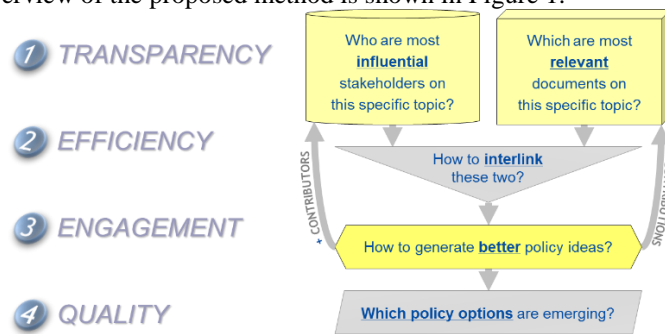 erview of the proposed method is shown in Figure 1.
1 TRANSPARENCY
Who are most
influential
stakeholders on
this specific topic?
Which are most
relevant
documents on
this specific topic?
2 EFFICIENCY
How to interlink
these two?
+ CONTRIBUTORS
3 ENGAGEMENT
How to generate better policy ideas?
4 QUALITY
Which policy options are emerging?